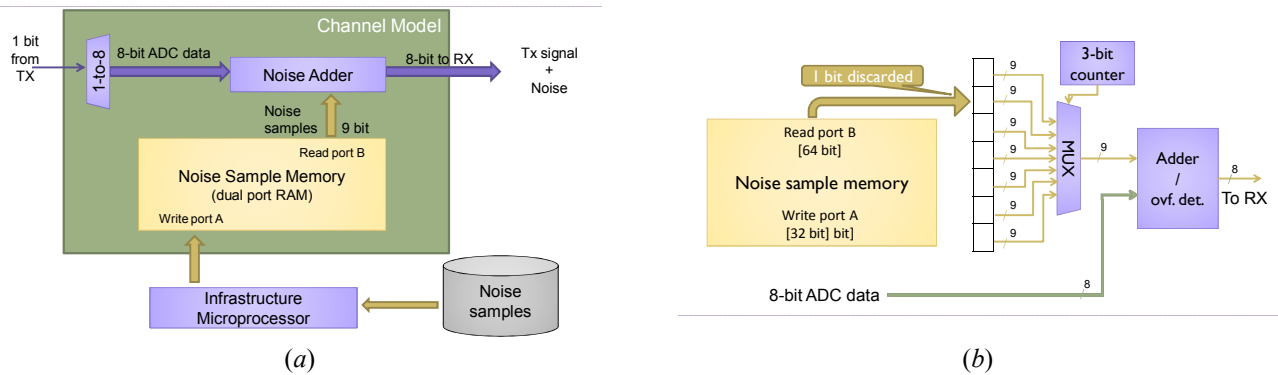 Channel Model
1 bit
from
TX
1-to-8
8-bit ADC data
Noise Adder
8-bit to RX
Tx signal
+
Noise
Noise
samples
9 bit
Read port B
Noise Sample Memory
(dual port RAM)
Write port A
Infrastructure
Microprocessor
Noise
samples
(a)
1 bit discarded
Read port B
[64 bit]
Noise sample memory
Write port A
[32 bit] bit]
9
9
9
9
9
9
9
3-bit
counter
MUX
9
Adder
/
ovf. det.
8
To RX
8-bit ADC data
8
(b)